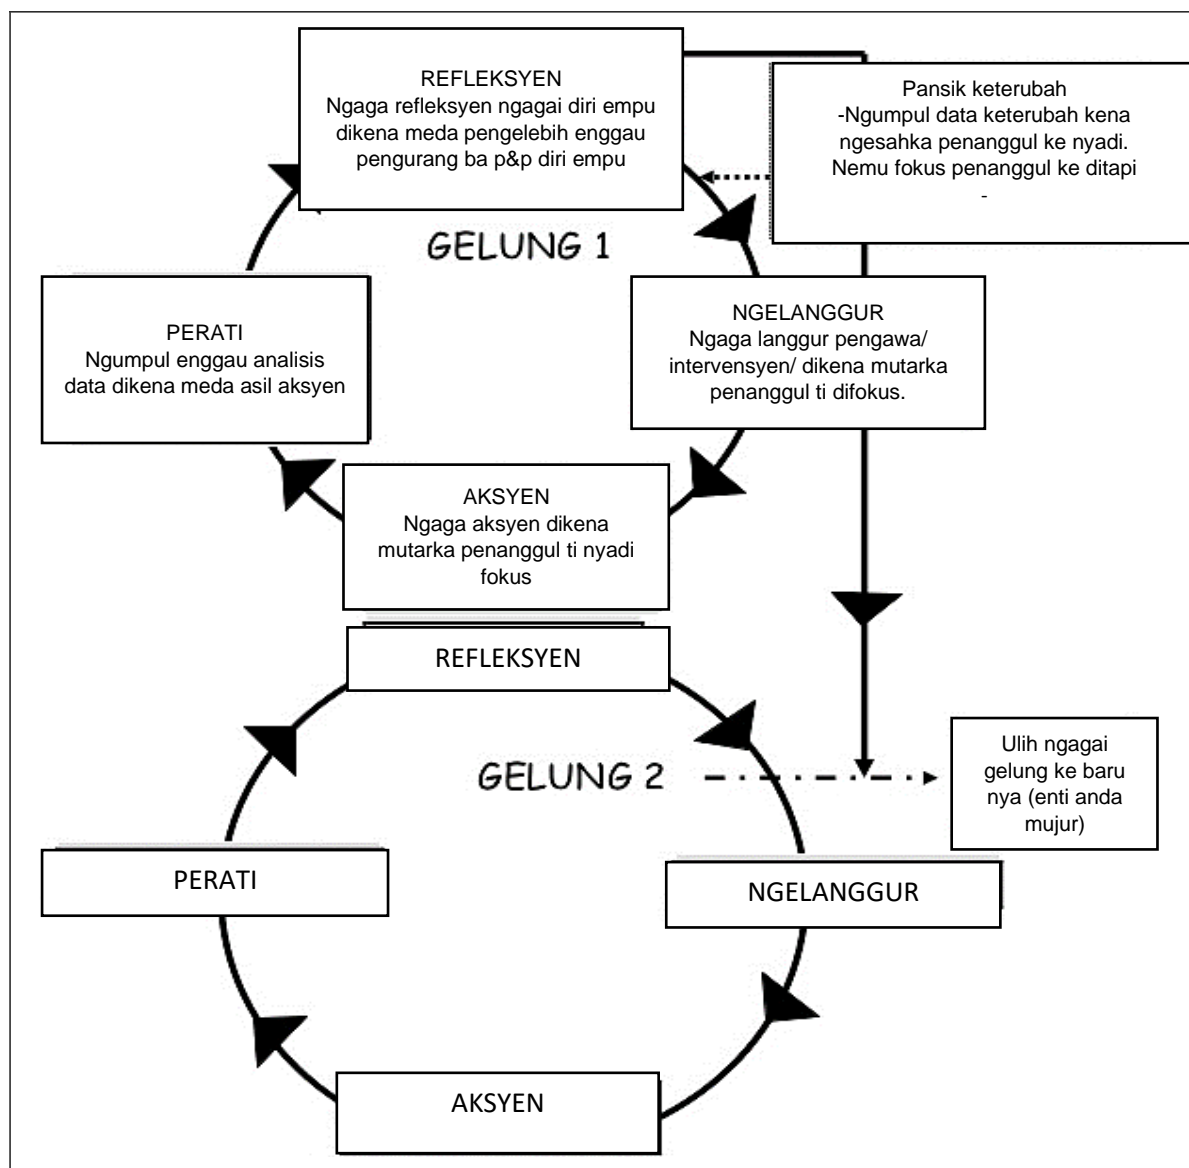 REFLEKSYEN
Ngaga refleksyen ngagai diri empu
dikena meda pengelebih enggau
pengurang ba p&p diri empu
Pansik keterubah
-Ngumpul data keterubah kena
ngesahka penanggul ke nyadi.
Nemu fokus penanggul ke ditapi
-
GELUNG 1
PERATI
Ngumpul enggau analisis
data dikena meda asil aksyen
NGELANGGUR
Ngaga langgur pengawa/
intervensyen/ dikena mutarka
penanggul ti difokus.
AKSYEN
Ngaga aksyen dikena
mutarka penanggul ti nyadi
fokus
REFLEKSYEN
GELUNG 2
Ulih ngagai
gelung ke baru
nya (enti anda
mujur)
PERATI
NGELANGGUR
AKSYEN